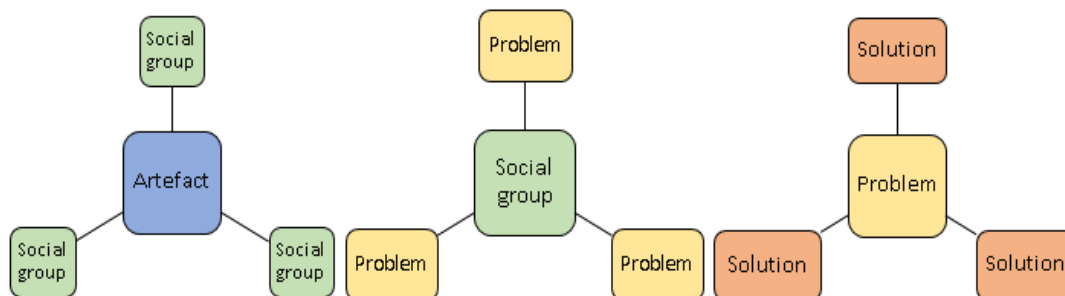 Social
group
Artefact
Social
group
Social
group
Problem
Social
group
Problem
Problem
Solution
Problem
Solution
Solution